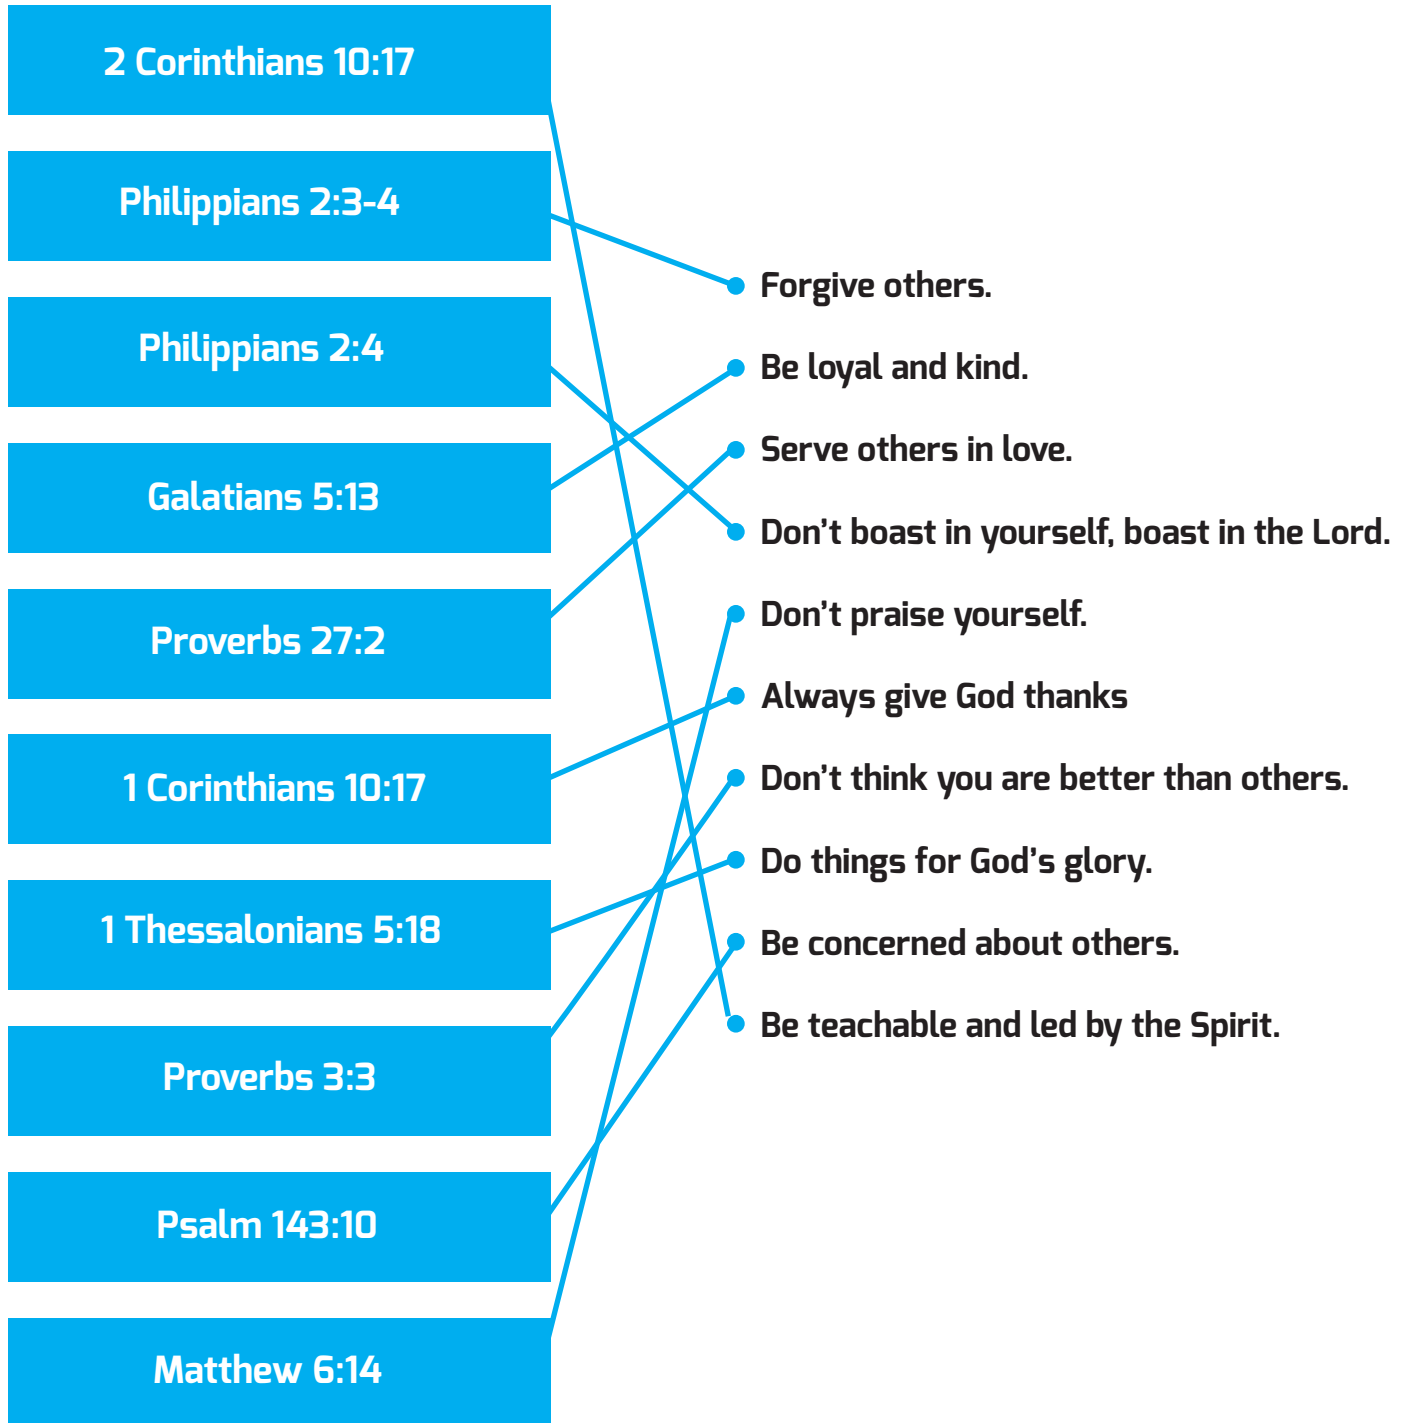 2 Corinthians 10:17
Philippians 2:3-4
Philippians 2:4
Galatians 5:13
Proverbs 27:2
1 Corinthians 10:17
1 Thessalonians 5:18
Proverbs 3:3
Psalm 143:10
Matthew 6:14
Forgive others.
Be loyal and kind.
Serve others in love.
Don’t boast in yourself, boast in the Lord.
Don’t praise yourself.
Always give God thanks
Don’t think you are better than others.
Do things for God’s glory.
Be concerned about others.
Be teachable and led by the Spirit.